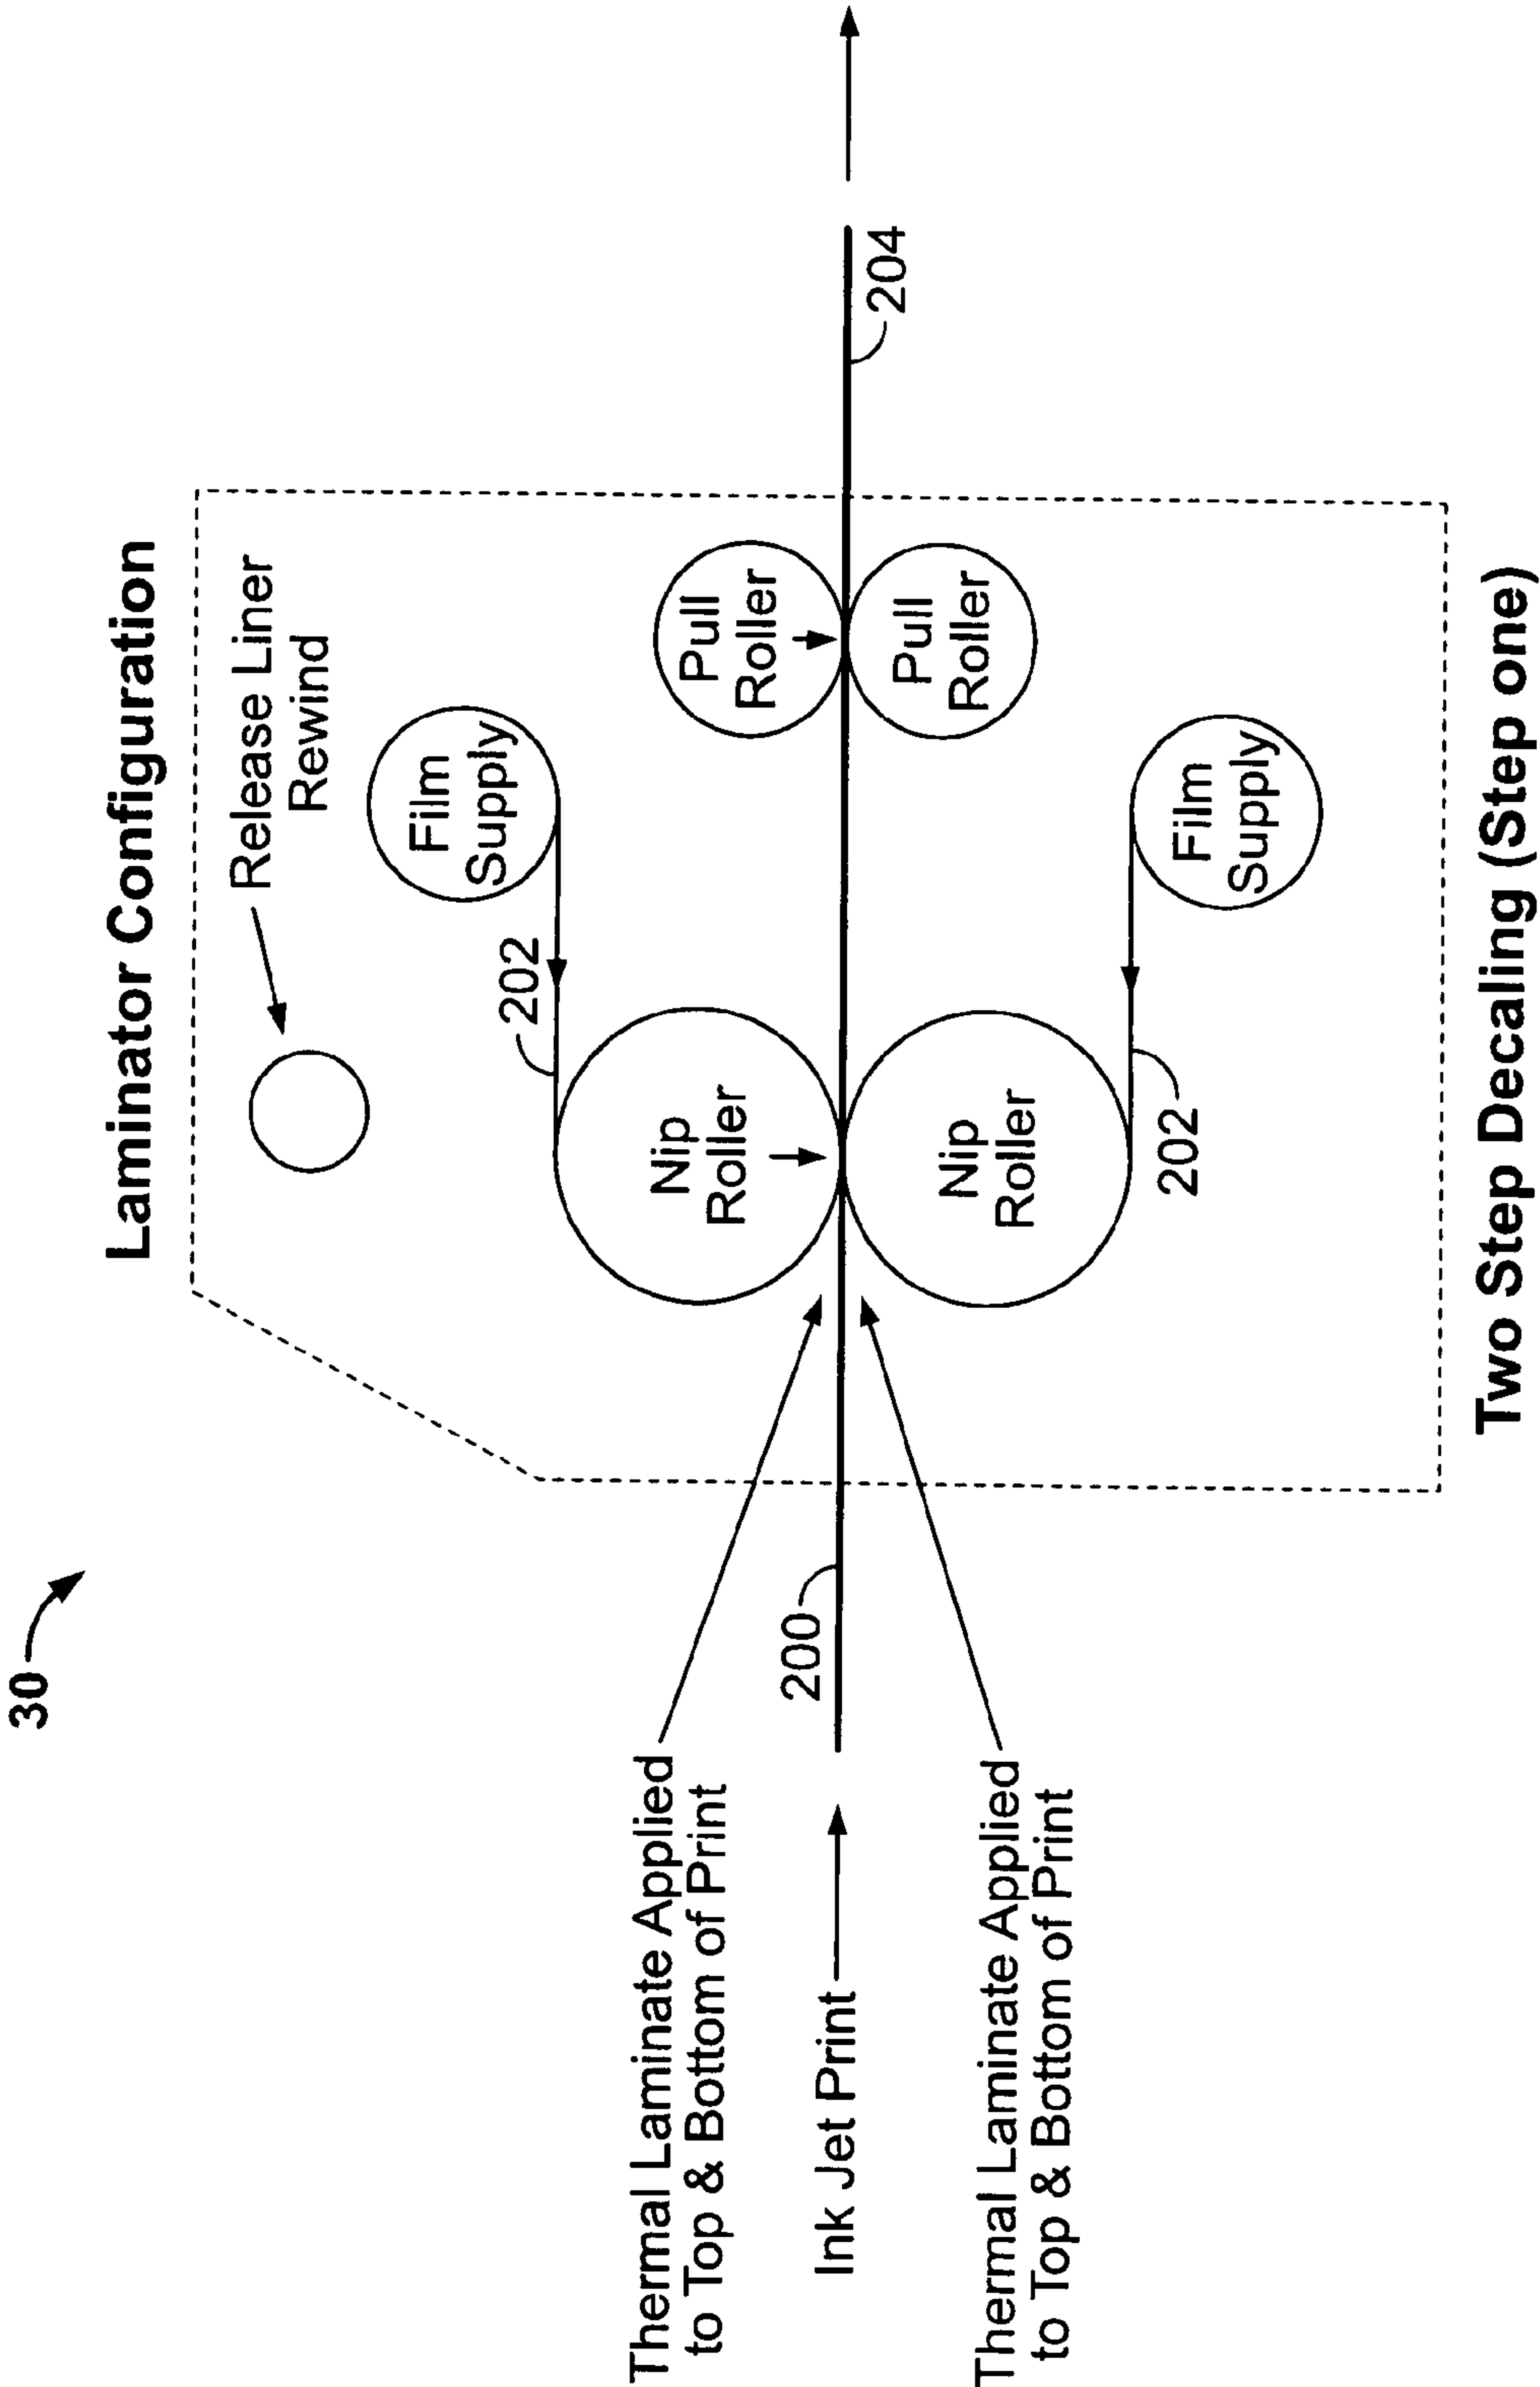 30
Laminator Configuration
Release Liner
Rewind
Film
Supply
202
Nip
Roller
Pull
Roller
Thermal Laminate Applied
to Top & Bottom of Print
200
Ink Jet Print
204
Nip
Roller
Pull
Roller
Thermal Laminate Applied
to Top & Bottom of Print
202
Film
Supply
Two Step Decaling (Step one)